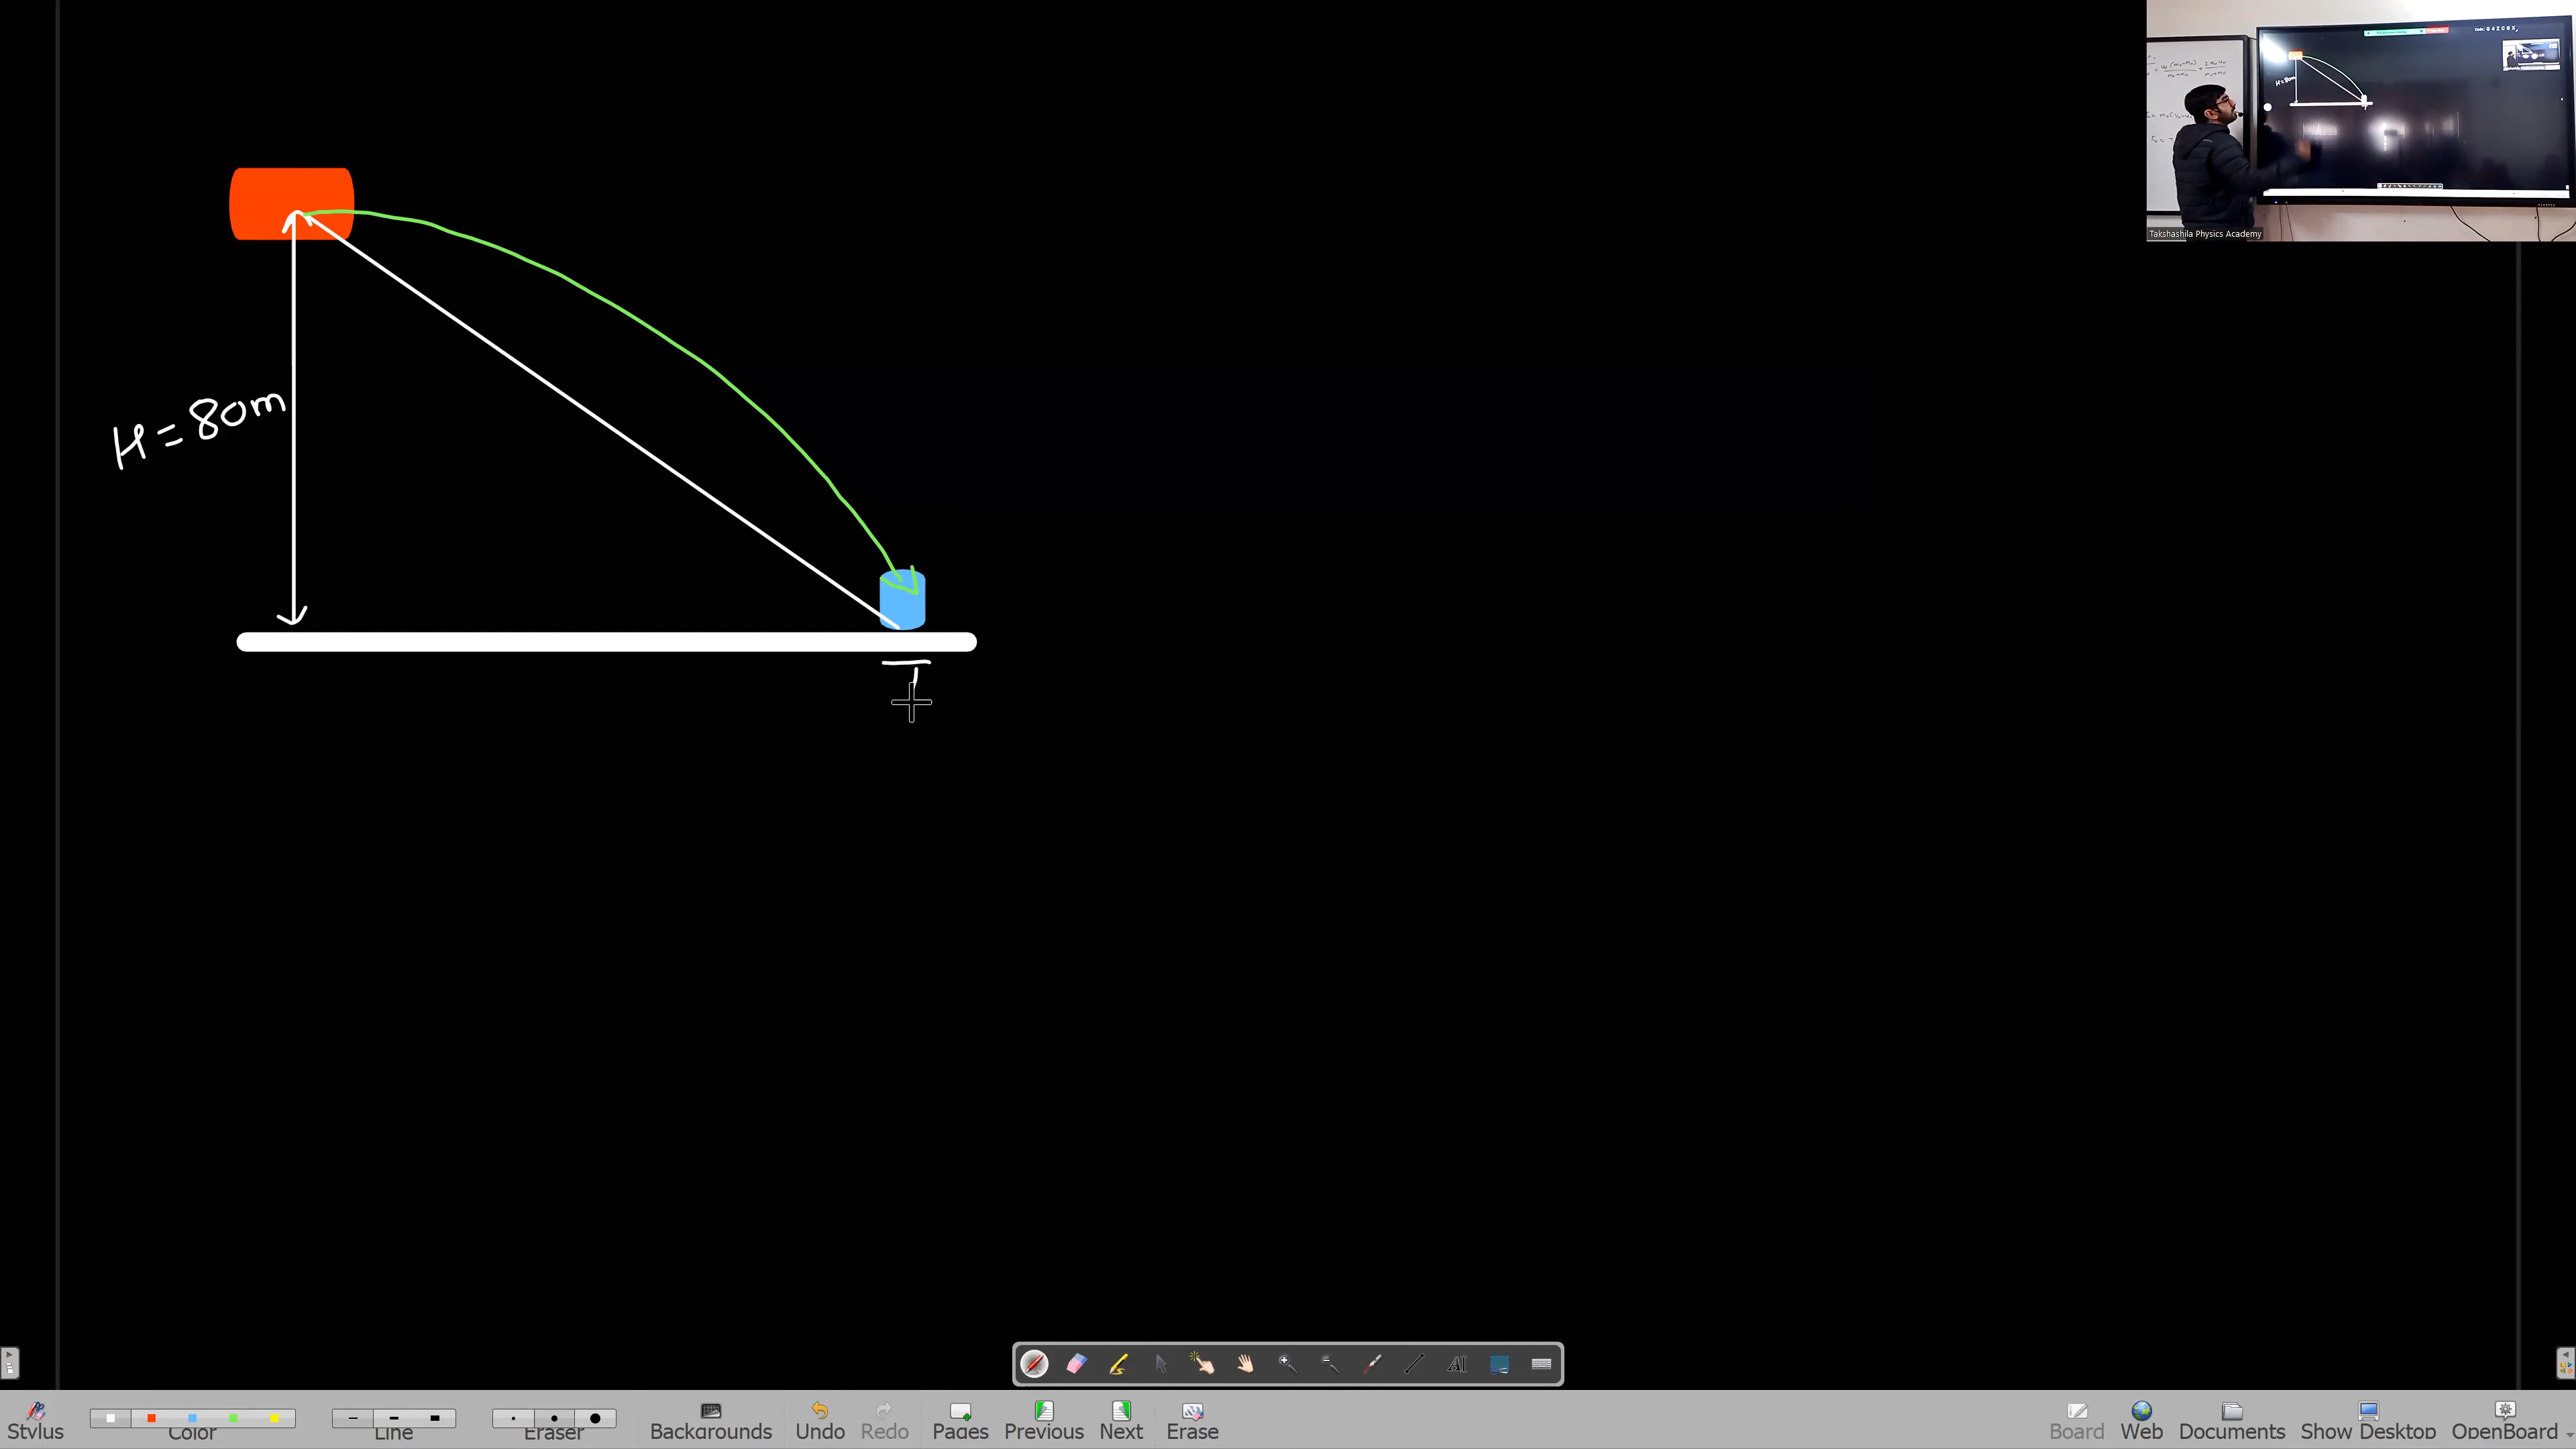 H = 80m
T
Takshashila Physics Academy
Stylus
Color
Line
Eraser
Backgrounds
Undo
Redo
Pages
Previous
Next
Erase
Board
Web
Documents
Show Desktop
OpenBoard